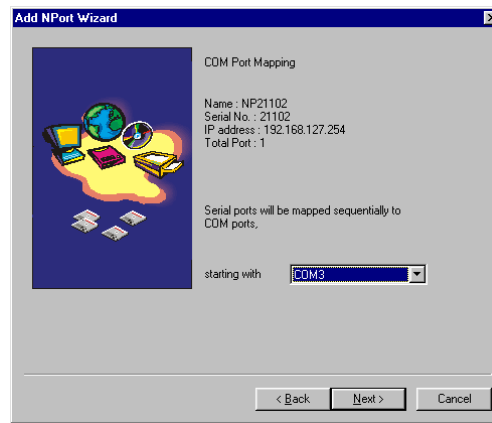 Add NPort Wizard
COM Port Mapping
Name : NP21102
Serial No. : 21102
IP address : 192.168.127.254
Total Port : 1
Serial ports will be mapped sequentially to
COM ports,
starting with COM3
< Back Next > Cancel